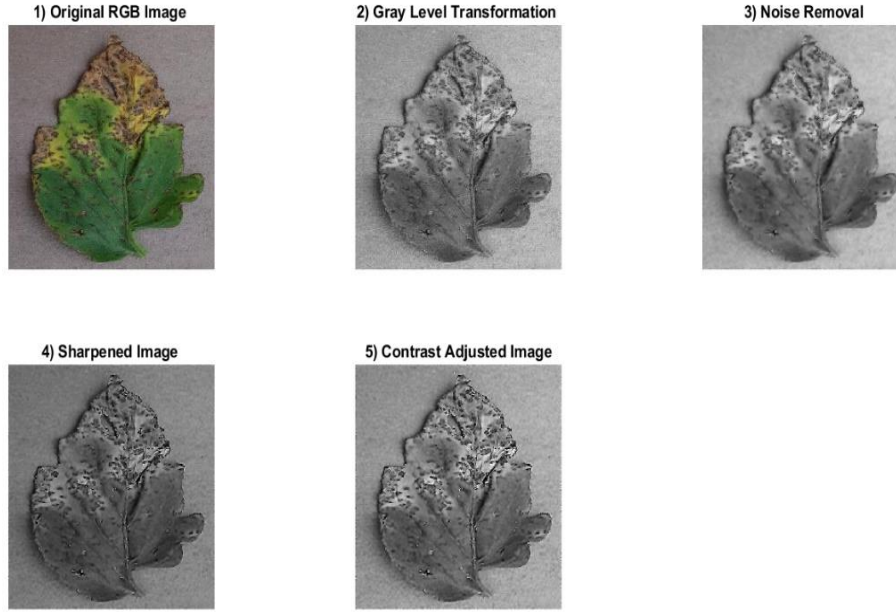 1) Original RGB Image
2) Gray Level Transformation
3) Noise Removal
4) Sharpened Image
5) Contrast Adjusted Image